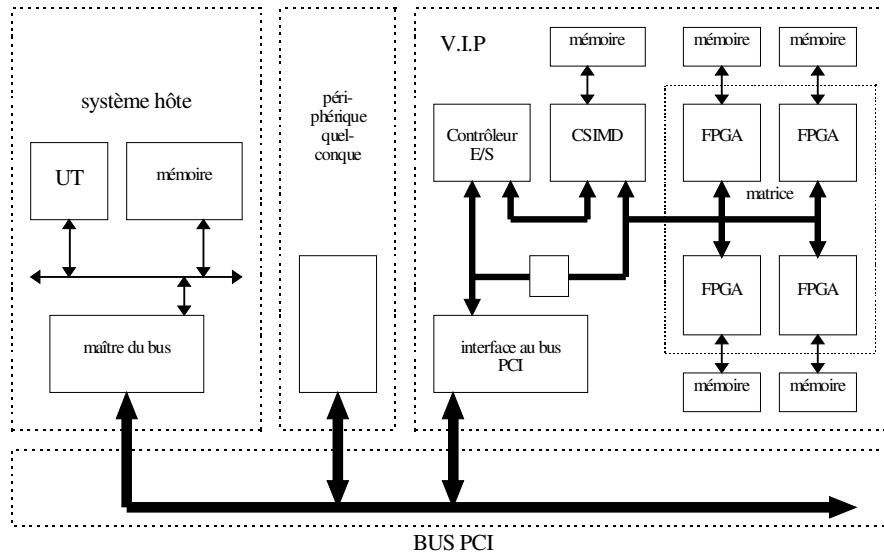 système hôte
UT
mémoire
maître du bus
péri-
phérique
quel-
conque
V.I.P
mémoire
mémoire
mémoire
Contrôleur
E/S
CSIMD
FPGA
FPGA
matrice
FPGA
FPGA
interface au bus
PCI
mémoire
mémoire
BUS PCI